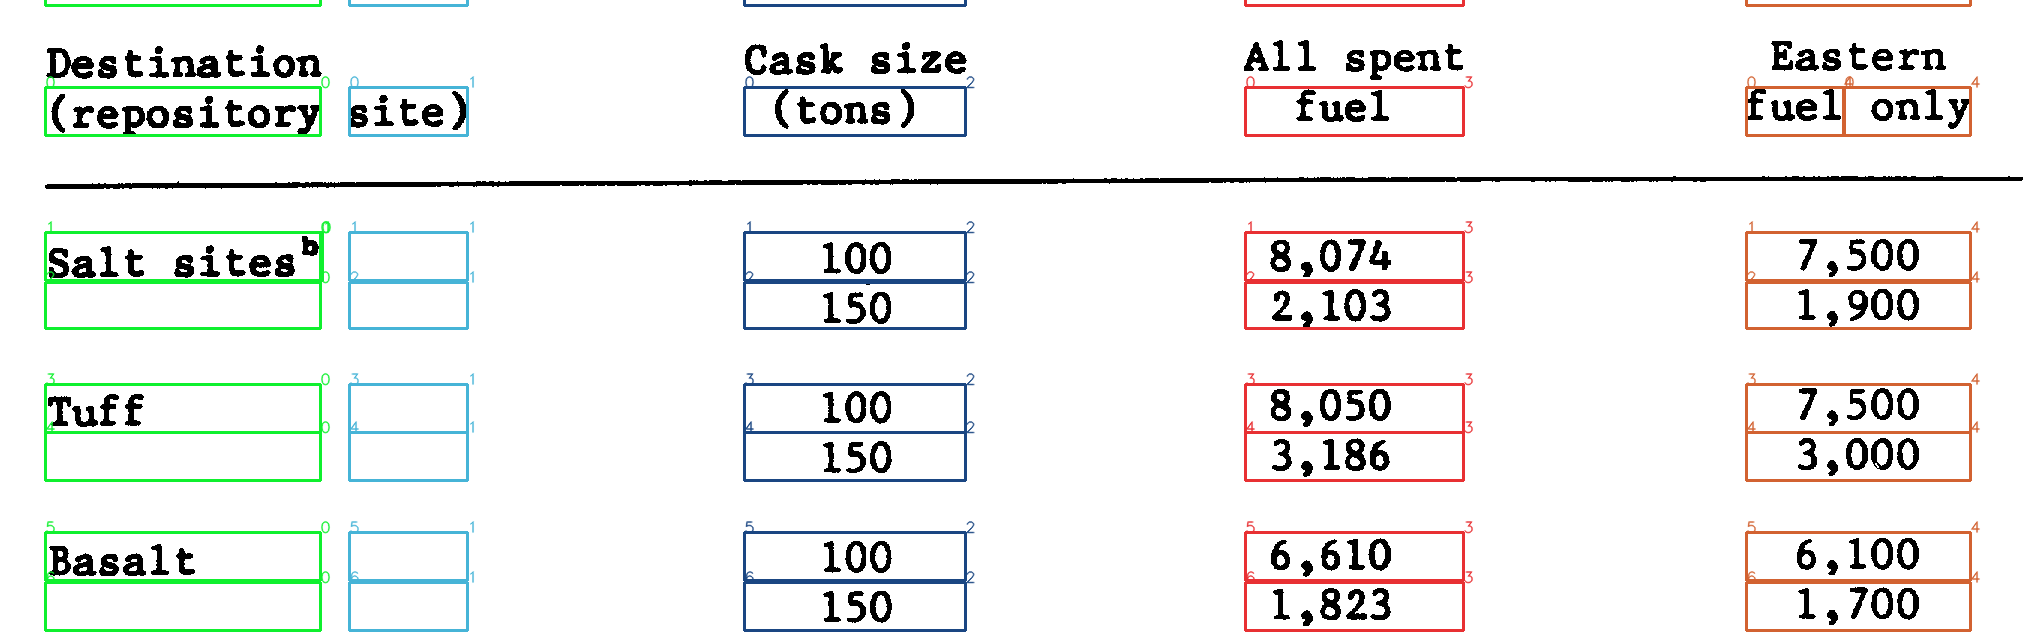 Destination Cask size All spent Eastern
(repository site) (tons) fuel fuel only
Salt sites^b 100 8,074 7,500
150 2,103 1,900
Tuff 100 8,050 7,500
150 3,186 3,000
Basalt 100 6,610 6,100
150 1,823 1,700